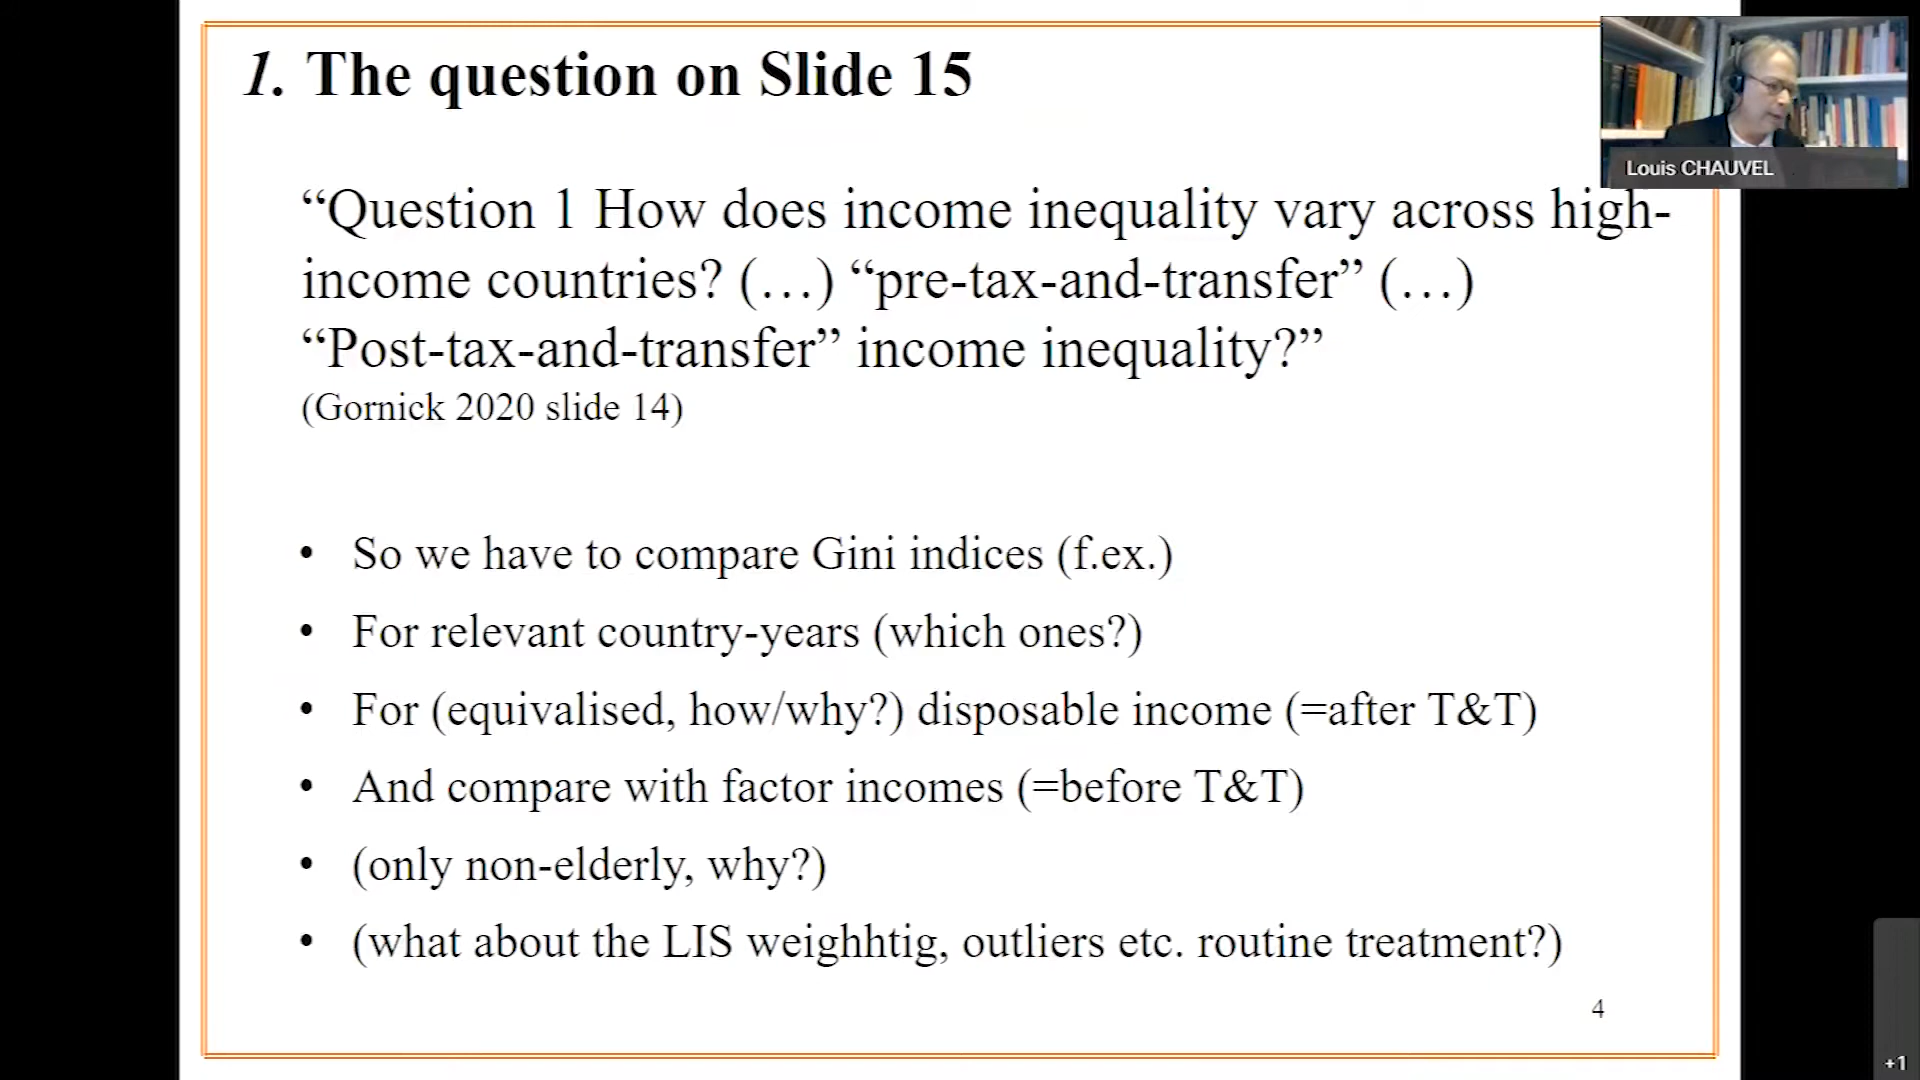 1. The question on Slide 15
Louis CHAUVEL
“Question 1 How does income inequality vary across high-
income countries? (…) “pre-tax-and-transfer” (…)
“Post-tax-and-transfer” income inequality?”
(Gornick 2020 slide 14)
• So we have to compare Gini indices (f.ex.)
• For relevant country-years (which ones?)
• For (equivalised, how/why?) disposable income (=after T&T)
• And compare with factor incomes (=before T&T)
• (only non-elderly, why?)
• (what about the LIS weighhtig, outliers etc. routine treatment?)
4
+1